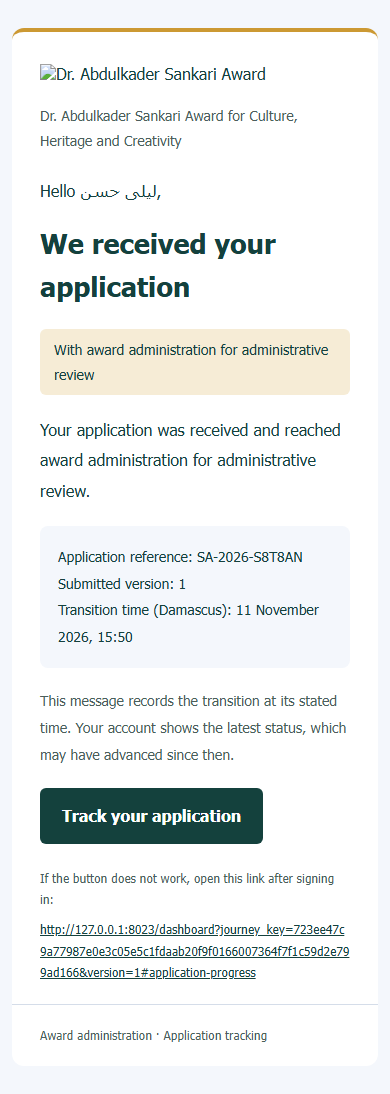 Dr. Abdulkader Sankari Award
Dr. Abdulkader Sankari Award for Culture,
Heritage and Creativity
Hello ليلى حسن,
We received your
application
With award administration for administrative
review
Your application was received and reached
award administration for administrative
review.
Application reference: SA-2026-S8T8AN
Submitted version: 1
Transition time (Damascus): 11 November
2026, 15:50
This message records the transition at its stated
time. Your account shows the latest status, which
may have advanced since then.
Track your application
If the button does not work, open this link after signing
in:
http://127.0.0.1:8023/dashboard?journey_key=723ee47c
9a77987e0e3c05e5c1fdaab20f9f0166007364f7f1c59d2e79
9ad166&version=1#application-progress
Award administration · Application tracking